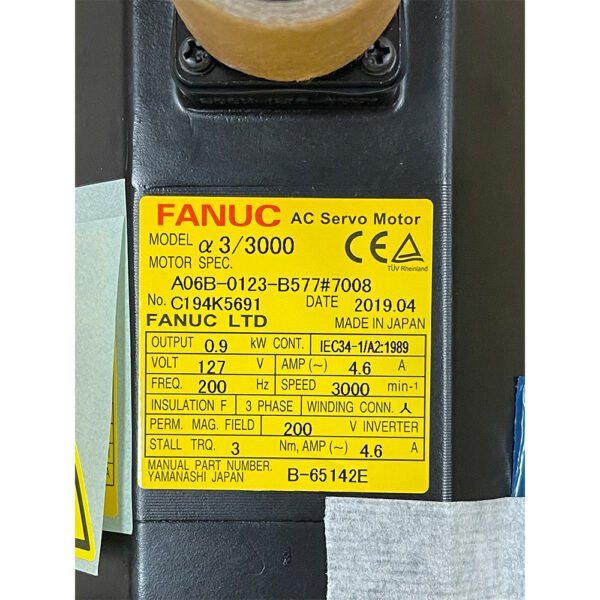 FANUC AC Servo Motor
MODEL α3/3000
MOTOR SPEC.
TÜV Rheinland
A06B-0123-B577#7008
No. C194K5691 DATE 2019.04
FANUC LTD MADE IN JAPAN
OUTPUT 0.9 kW CONT. IEC34-1/A2:1989
VOLT 127 V AMP (~) 4.6 A
FREQ. 200 Hz SPEED 3000 min⁻¹
INSULATION F 3 PHASE WINDING CONN. 人
PERM. MAG. FIELD 200 V INVERTER
STALL TRQ. 3 Nm, AMP (~) 4.6 A
MANUAL PART NUMBER.
YAMANASHI JAPAN B-65142E